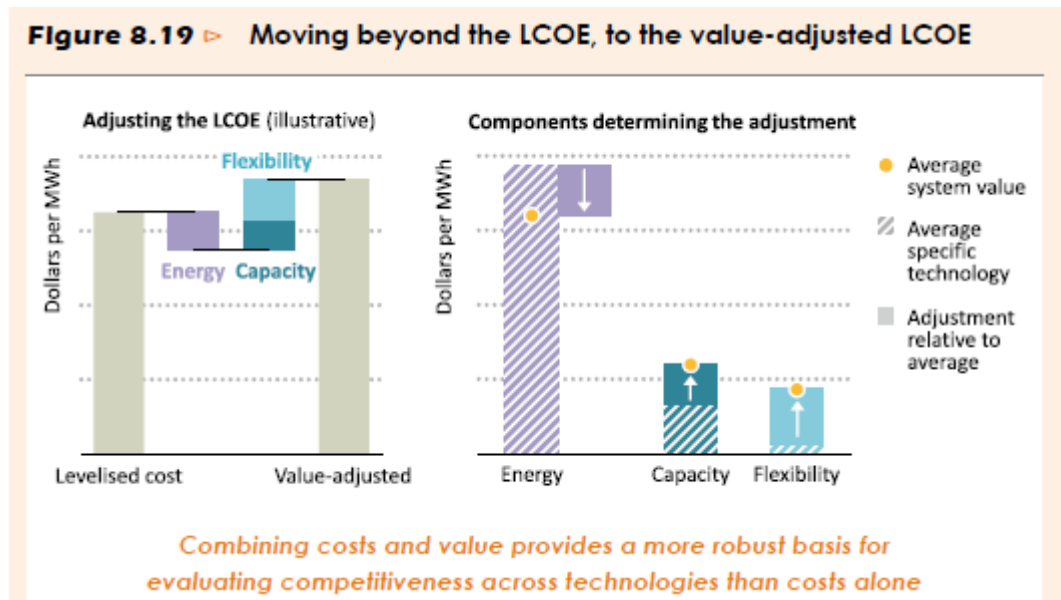 Figure 8.19 ▷ Moving beyond the LCOE, to the value-adjusted LCOE
Adjusting the LCOE (illustrative)
Dollars per MWh
Flexibility
Energy Capacity
Levelised cost Value-adjusted
Components determining the adjustment
Dollars per MWh
Energy Capacity Flexibility
Average
system value
Average
specific
technology
Adjustment
relative to
average
Combining costs and value provides a more robust basis for
evaluating competitiveness across technologies than costs alone